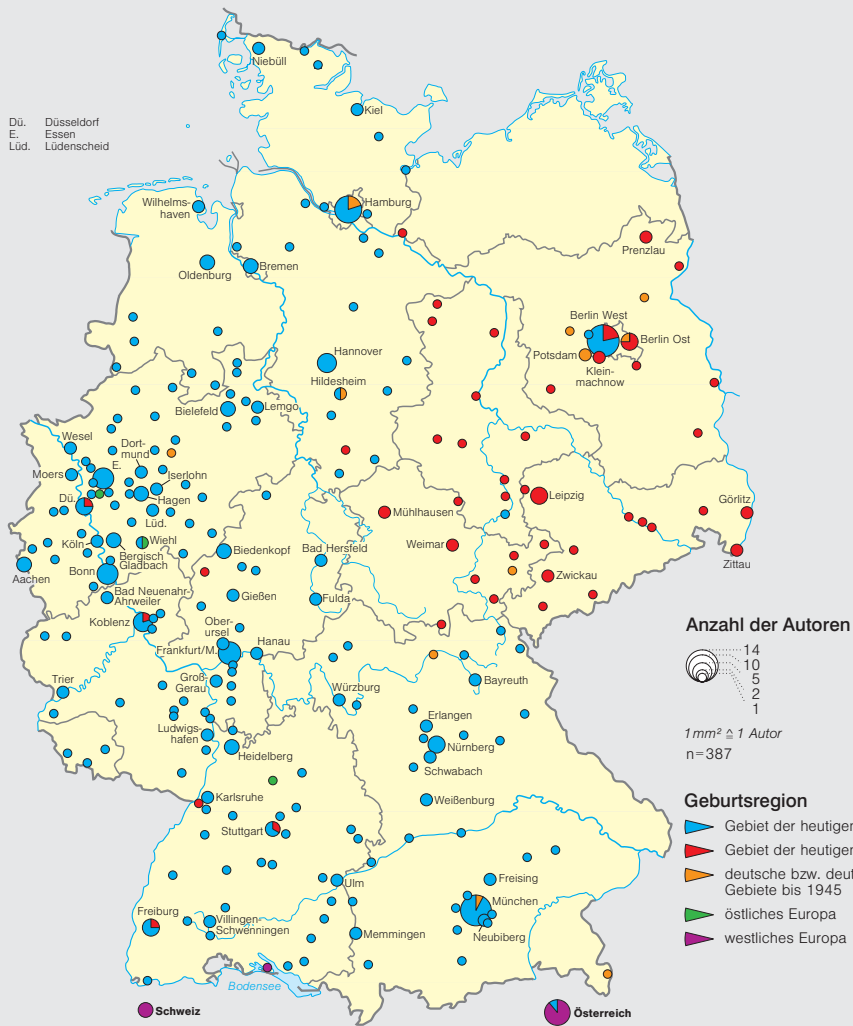 Niebüll
Kiel
Dü. Düsseldorf
E. Essen
Lüd. Lüdenscheid
Wilhelms-
haven
Hamburg
Prenzlau
Oldenburg
Bremen
Berlin West
Berlin Ost
Hannover
Potsdam
Klein-
machnow
Hildesheim
Bielefeld
Lemgo
Wesel
Dort-
mund
E.
Moers
Iserlohn
Hagen
Leipzig
Görlitz
Dü.
Lüd.
Mühlhausen
Köln
Wiehl
Weimar
Zittau
Biedenkopf
Bad Hersfeld
Bergisch
Gladbach
Aachen
Bonn
Zwickau
Bad Neuenahr-
Ahrweiler
Gießen
Fulda
Koblenz
Ober-
ursel
Frankfurt/M.
Hanau
Trier
Groß-
Gerau
Würzburg
Bayreuth
Erlangen
Ludwigs-
hafen
Heidelberg
Nürnberg
Schwabach
Karlsruhe
Weißenburg
Stuttgart
Ulm
Freising
München
Freiburg
Villingen-
Schwenningen
Memmingen
Neubiberg
Bodensee
Schweiz
Österreich
Anzahl der Autoren
14
10
5
2
1
1mm² ≙ 1 Autor
n=387
Geburtsregion
Gebiet der heutiger
Gebiet der heutiger
deutsche bzw. deut
Gebiete bis 1945
östliches Europa
westliches Europa